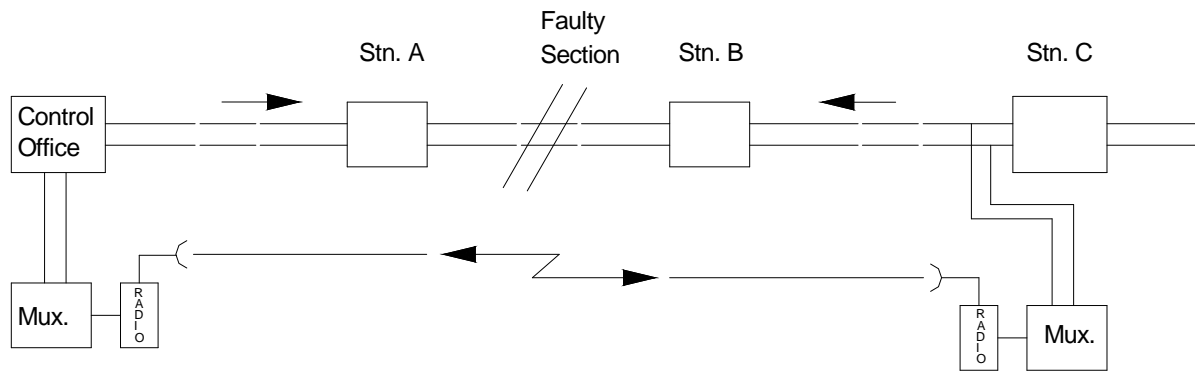 Faulty
Section
Stn. A
Stn. B
Stn. C
Control
Office
Mux.
RADIO
RADIO
Mux.